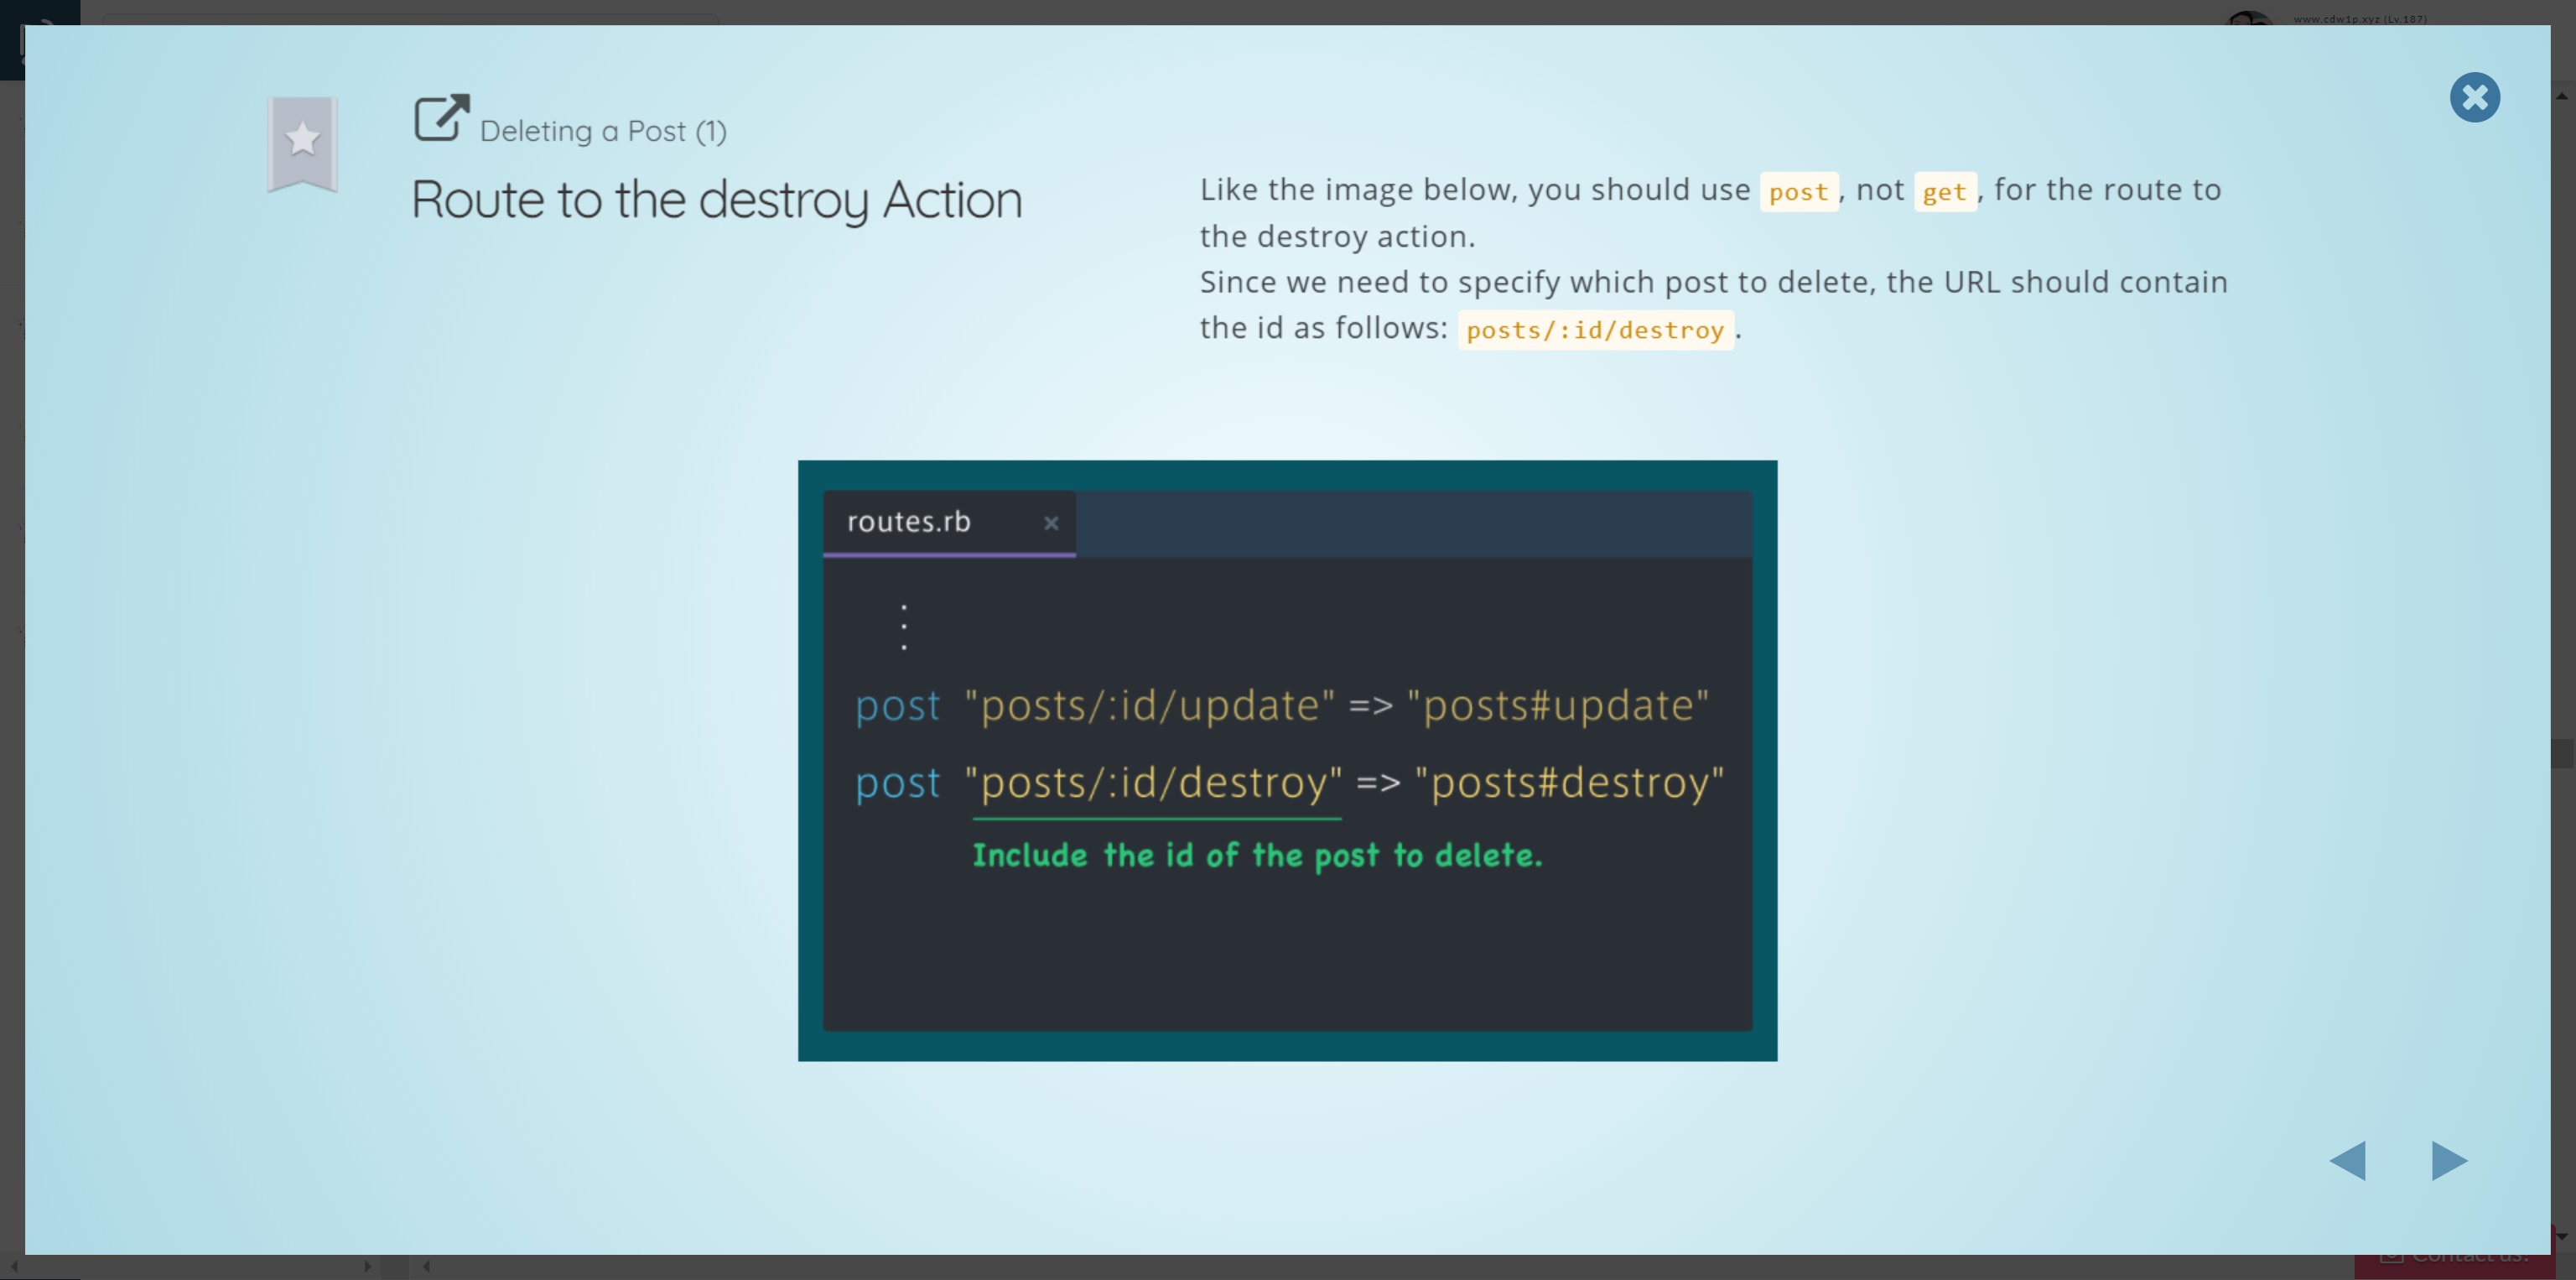 www.cdw1p.xyz (Lv.187)
Deleting a Post (1)
Route to the destroy Action
Like the image below, you should use post, not get, for the route to
the destroy action.
Since we need to specify which post to delete, the URL should contain
the id as follows: posts/:id/destroy.
routes.rb
post "posts/:id/update" => "posts#update"
post "posts/:id/destroy" => "posts#destroy"
Include the id of the post to delete.
Contact us!